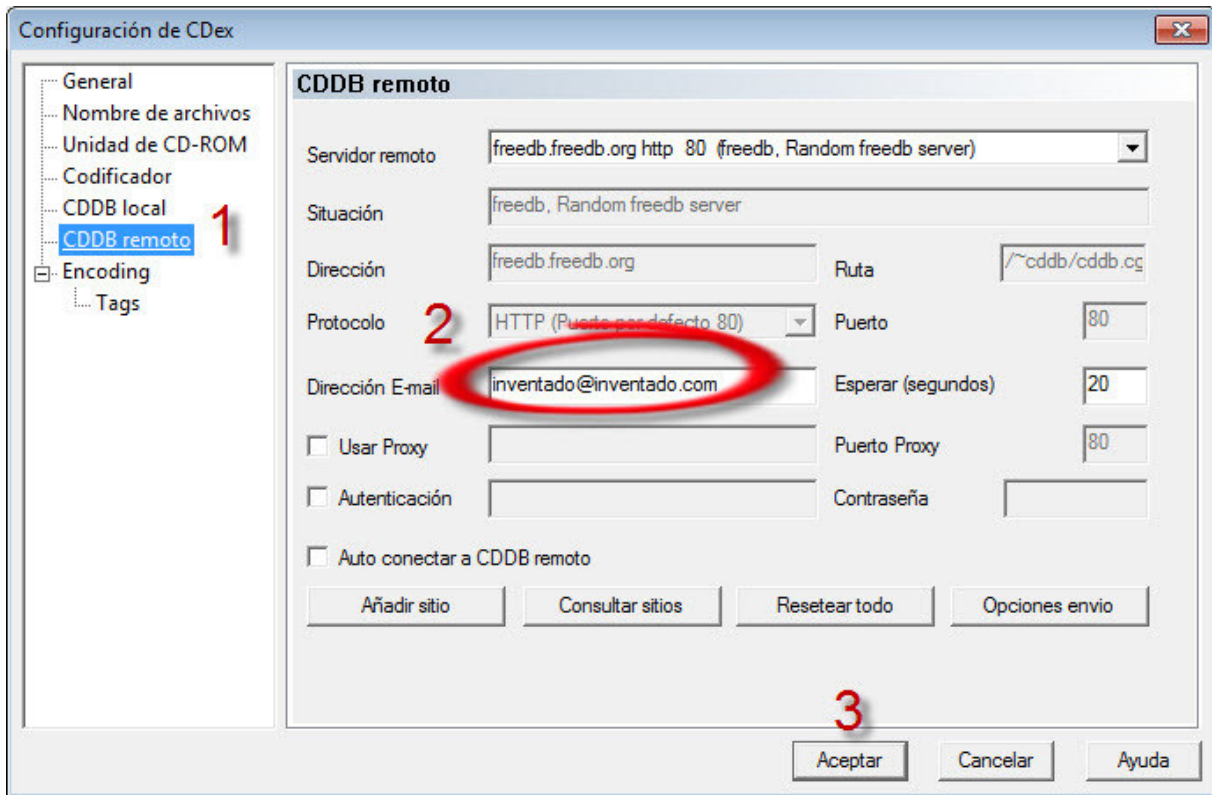 Configuración de CDex
General
Nombre de archivos
Unidad de CD-ROM
Codificador
CDDB local
CDDB remoto
Encoding
Tags
1
CDDB remoto
Servidor remoto freedb.freedb.org http 80 (freedb, Random freedb server)
Situación freedb, Random freedb server
Dirección freedb.freedb.org Ruta /~cddb/cddb.cg
2
Protocolo HTTP (Puerto por defecto 80) Puerto 80
Dirección E-mail inventado@inventado.com Esperar (segundos) 20
Usar Proxy Puerto Proxy 80
Autenticación Contraseña
Auto conectar a CDDB remoto
Añadir sitio Consultar sitios Resetear todo Opciones envio
3
Aceptar Cancelar Ayuda